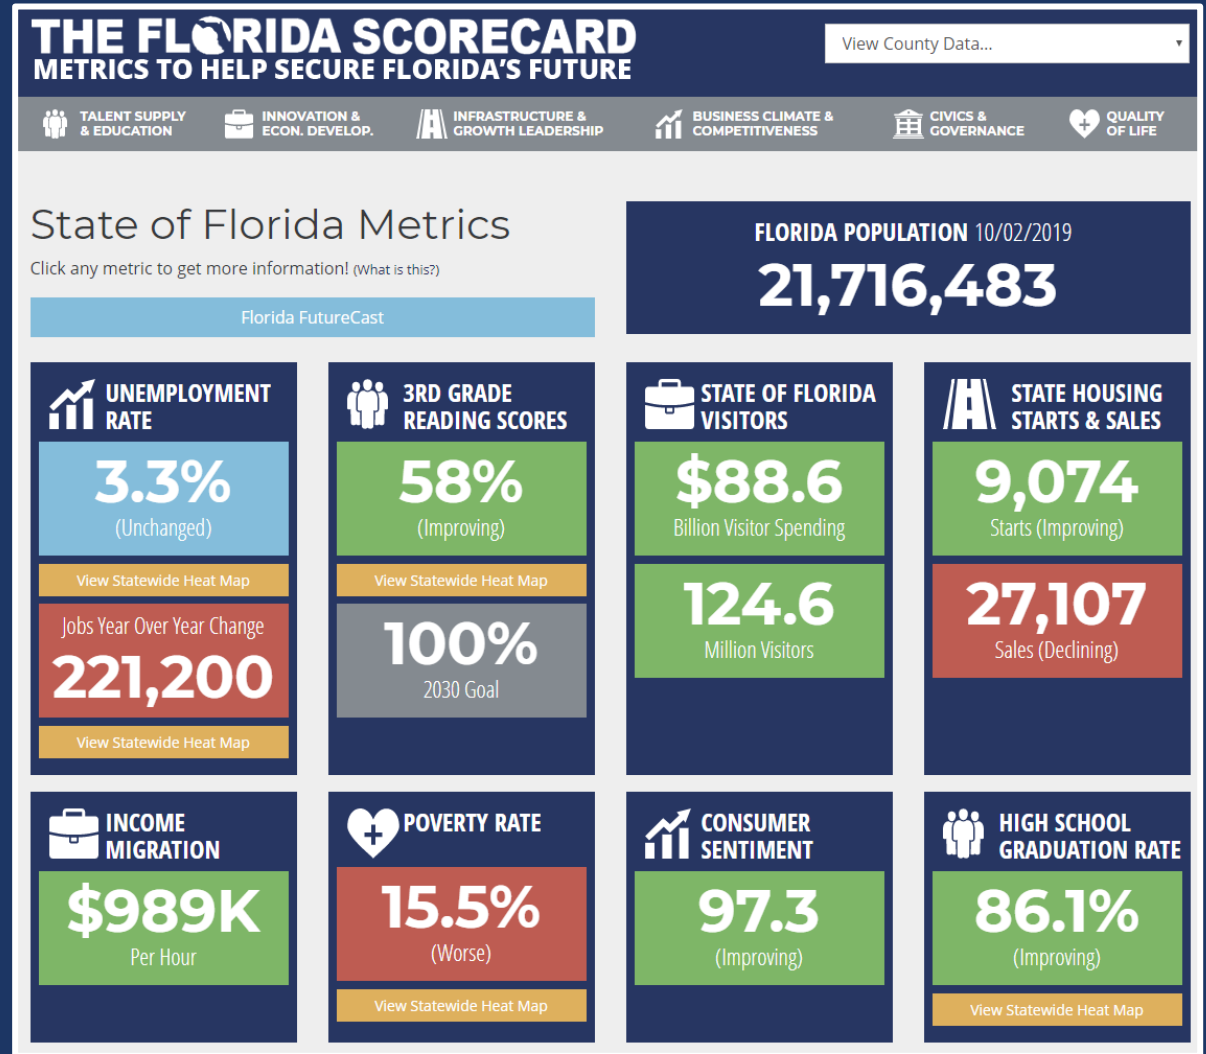 THE FLORIDA SCORECARD
METRICS TO HELP SECURE FLORIDA'S FUTURE
View County Data...
TALENT SUPPLY
& EDUCATION
INNOVATION &
ECON. DEVELOP.
INFRASTRUCTURE &
GROWTH LEADERSHIP
BUSINESS CLIMATE &
COMPETITIVENESS
CIVICS &
GOVERNANCE
QUALITY
OF LIFE
State of Florida Metrics
Click any metric to get more information! (What is this?)
Florida FutureCast
FLORIDA POPULATION 10/02/2019
21,716,483
UNEMPLOYMENT
RATE
3.3%
(Unchanged)
View Statewide Heat Map
Jobs Year Over Year Change
221,200
View Statewide Heat Map
3RD GRADE
READING SCORES
58%
(Improving)
View Statewide Heat Map
100%
2030 Goal
STATE OF FLORIDA
VISITORS
$88.6
Billion Visitor Spending
124.6
Million Visitors
STATE HOUSING
STARTS & SALES
9,074
Starts (Improving)
27,107
Sales (Declining)
INCOME
MIGRATION
$989K
Per Hour
POVERTY RATE
15.5%
(Worse)
View Statewide Heat Map
CONSUMER
SENTIMENT
97.3
(Improving)
HIGH SCHOOL
GRADUATION RATE
86.1%
(Improving)
View Statewide Heat Map